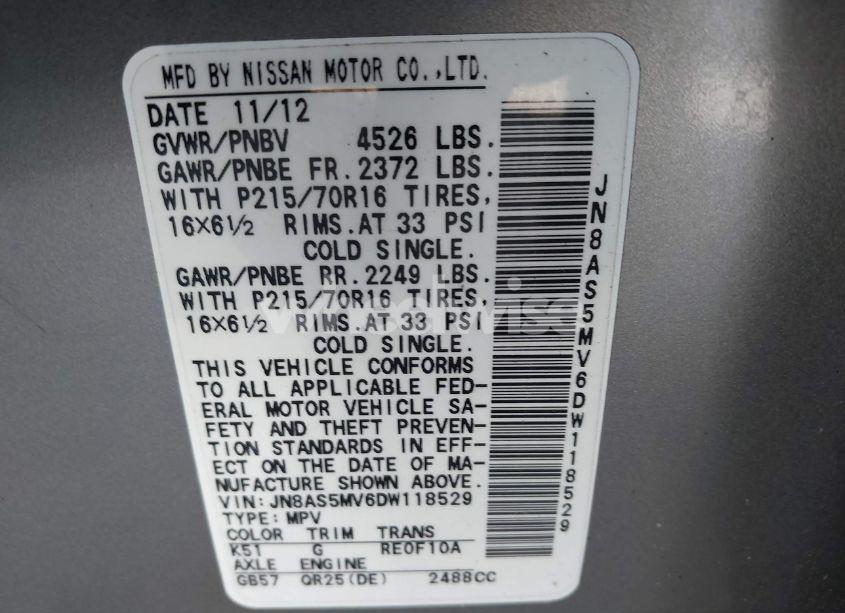 MFD BY NISSAN MOTOR CO.,LTD.
DATE 11/12
GVWR/PNBV 4526 LBS.
GAWR/PNBE FR.2372 LBS.
WITH P215/70R16 TIRES,
16X6½ RIMS.AT 33 PSI
COLD SINGLE.
GAWR/PNBE RR.2249 LBS.
WITH P215/70R16 TIRES,
16X6½ RIMS.AT 33 PSI
COLD SINGLE.
THIS VEHICLE CONFORMS
TO ALL APPLICABLE FED-
ERAL MOTOR VEHICLE SA-
FETY AND THEFT PREVEN-
TION STANDARDS IN EFF-
ECT ON THE DATE OF MA-
NUFACTURE SHOWN ABOVE.
VIN:JN8AS5MV6DW118529
TYPE:MPV
COLOR TRIM TRANS
K51 G RE0F10A
AXLE ENGINE
GB57 QR25(DE) 2488CC
JN8AS5MV6DW118529